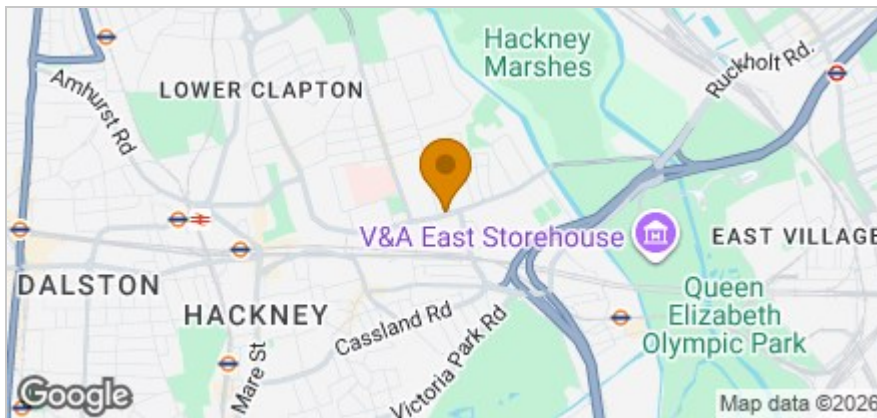 Hackney
Marshes
Ruckholt Rd.
Amhurst Rd
LOWER CLAPTON
V&A East Storehouse
EAST VILLAGE
DALSTON
HACKNEY
Queen
Elizabeth
Olympic Park
Cassland Rd
Mare St
Victoria Park Rd
Google
Map data ©2026